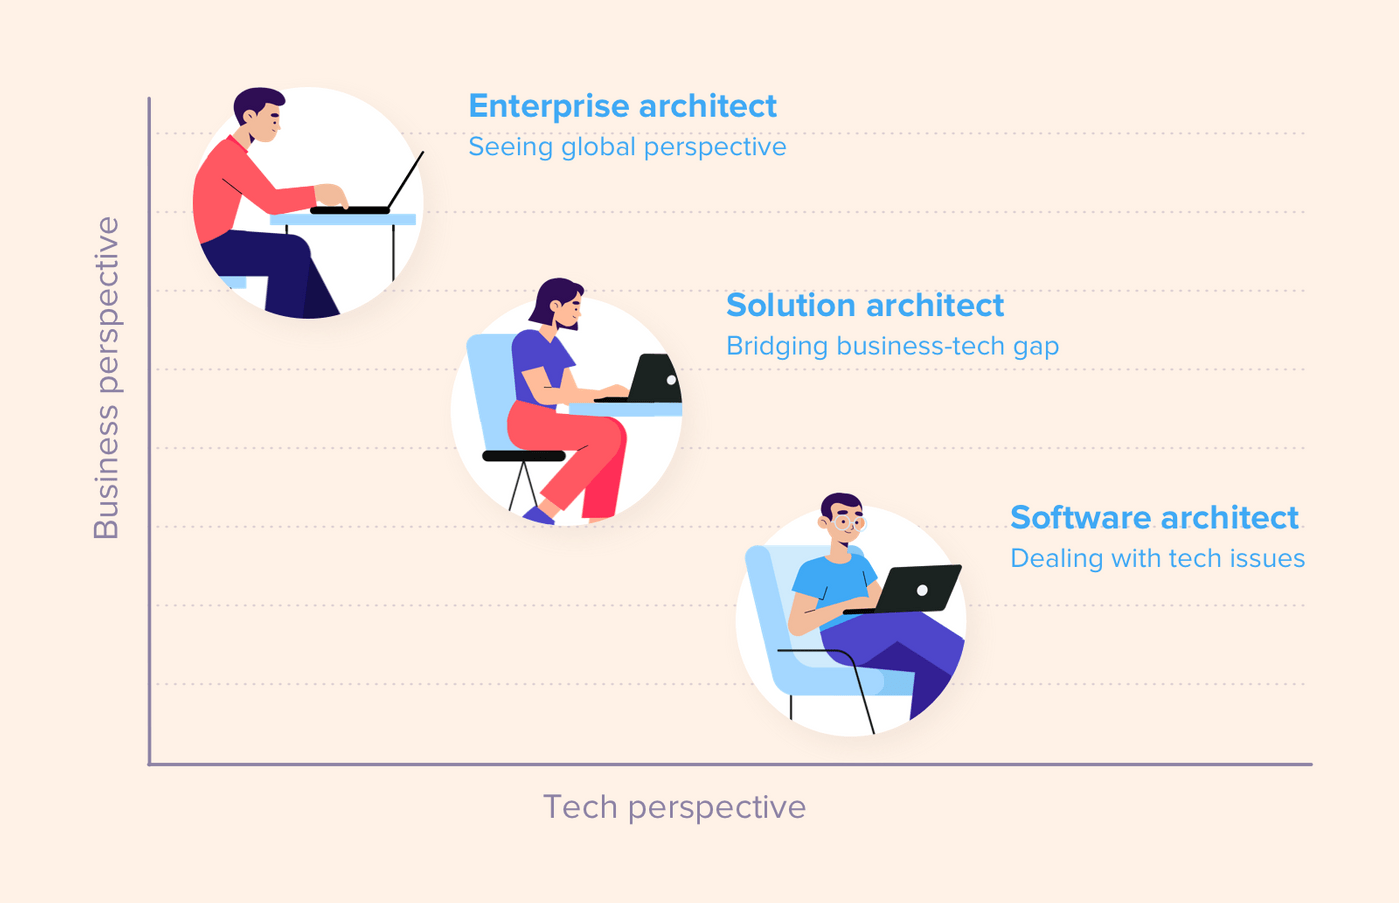 Enterprise architect
Seeing global perspective
Solution architect
Bridging business-tech gap
Software architect
Dealing with tech issues
Business perspective
Tech perspective